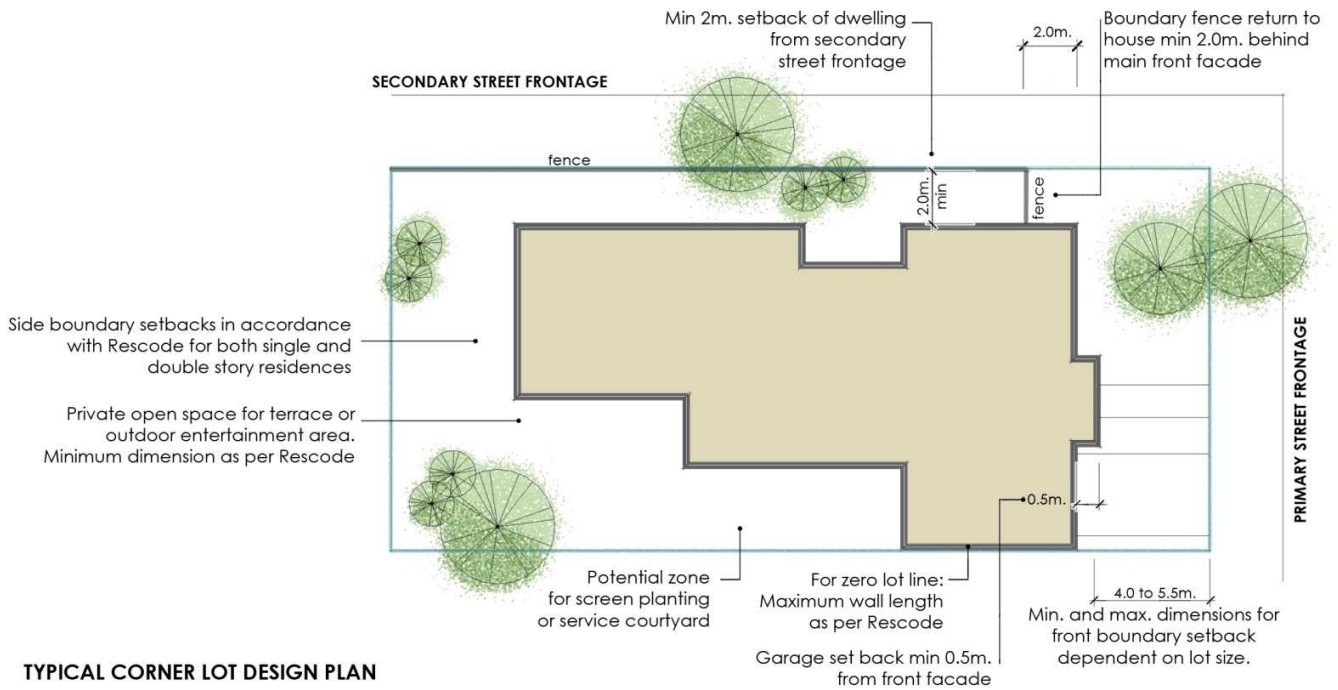 Min 2m. setback of dwelling
from secondary
street frontage
2.0m.
Boundary fence return to
house min 2.0m. behind
main front facade
SECONDARY STREET FRONTAGE
fence
2.0m.
min
fence
Side boundary setbacks in accordance
with Rescode for both single and
double story residences
Private open space for terrace or
outdoor entertainment area.
Minimum dimension as per Rescode
PRIMARY STREET FRONTAGE
0.5m.
Potential zone
for screen planting
or service courtyard
For zero lot line:
Maximum wall length
as per Rescode
Garage set back min 0.5m.
from front facade
4.0 to 5.5m.
Min. and max. dimensions for
front boundary setback
dependent on lot size.
TYPICAL CORNER LOT DESIGN PLAN